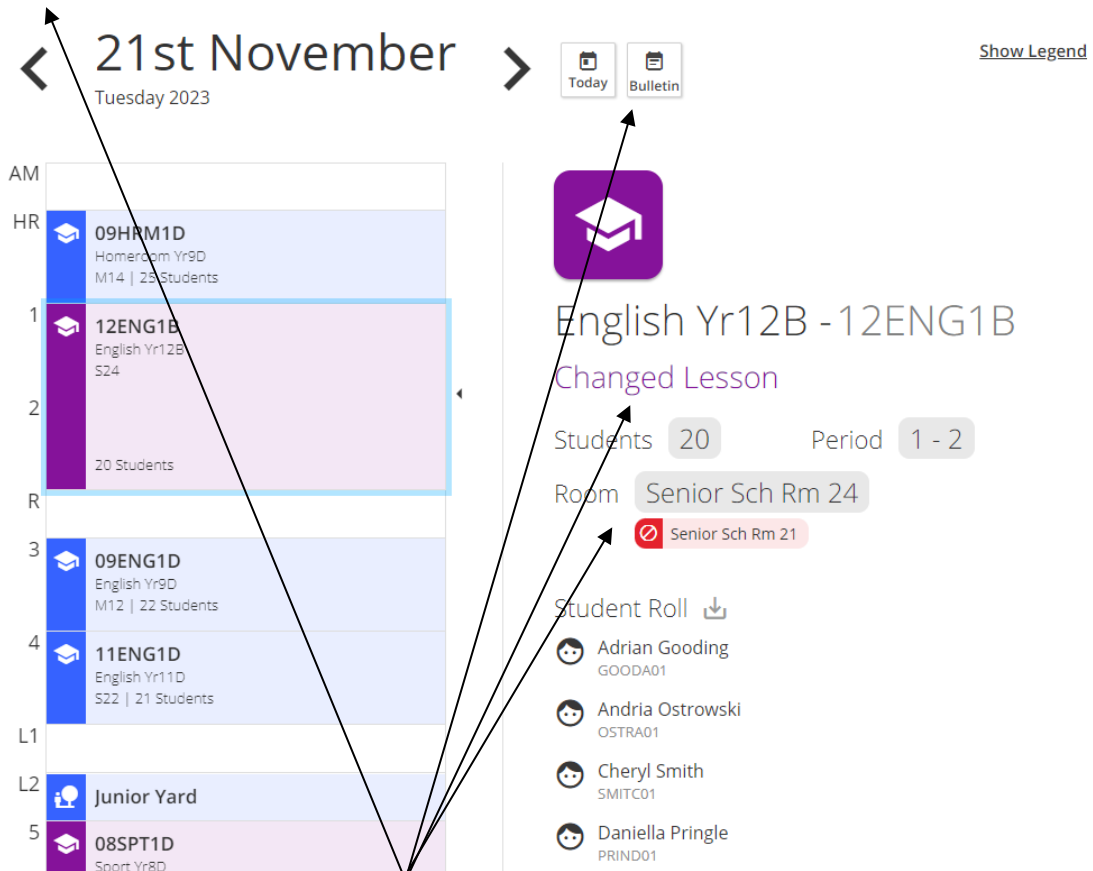 21st November
Tuesday 2023
Today
Bulletin
Show Legend
AM
HR
09HRM1D
Homeroom Yr9D
M14 | 25 Students
1
12ENG1B
English Yr12B
S24
2
20 Students
R
3
09ENG1D
English Yr9D
M12 | 22 Students
4
11ENG1D
English Yr11D
S22 | 21 Students
L1
L2
Junior Yard
5
08SPT1D
Sport Yr8D
English Yr12B - 12ENG1B
Changed Lesson
Students 20 Period 1 - 2
Room Senior Sch Rm 24
Senior Sch Rm 21
Student Roll
Adrian Gooding
GOODA01
Andria Ostrowski
OSTRA01
Cheryl Smith
SMITC01
Daniella Pringle
PRIND01